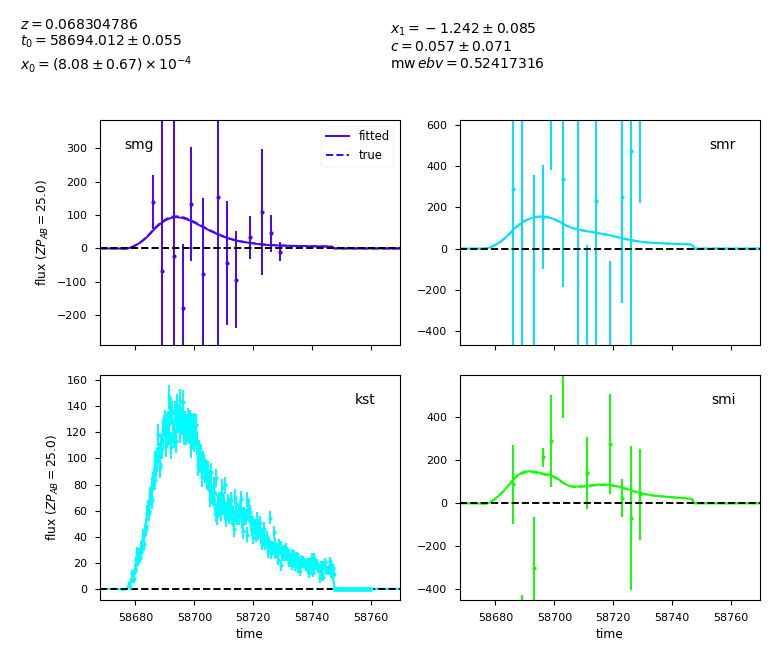 z = 0.068304786
t₀ = 58694.012 ± 0.055
x₀ = (8.08 ± 0.67) × 10⁻⁴
x₁ = −1.242 ± 0.085
c = 0.057 ± 0.071
mw ebv = 0.52417316
smg
fitted
true
300
200
100
0
−100
−200
flux (ZP_AB = 25.0)
smr
600
400
200
0
−200
−400
kst
160
140
120
100
80
60
40
20
0
flux (ZP_AB = 25.0)
58680 58700 58720 58740 58760
time
smi
400
200
0
−200
−400
58680 58700 58720 58740 58760
time